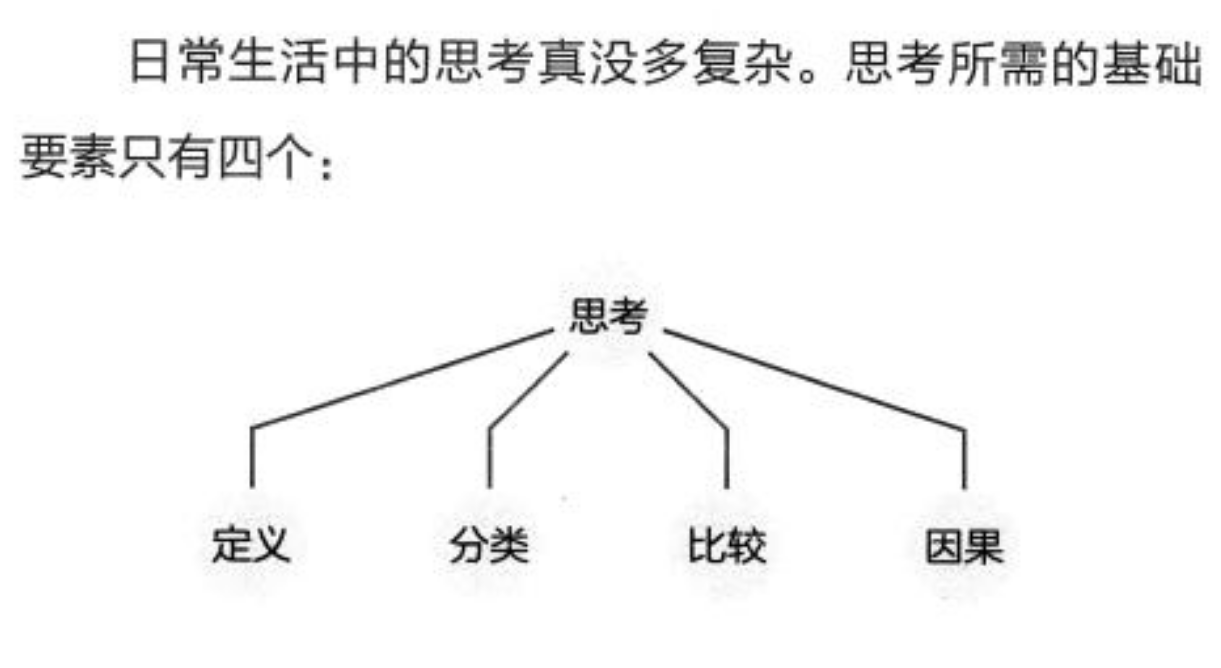 日常生活中的思考真没多复杂。思考所需的基础
要素只有四个：
思考
定义 分类 比较 因果